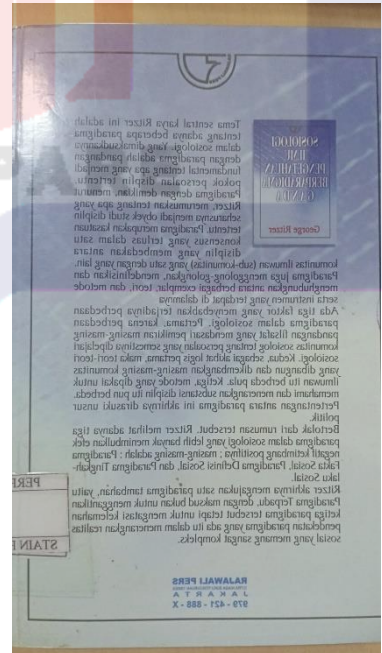 SOSIOLOGI
ILMU
PENGETAHUAN
BERPARADIGMA
GANDA
George Ritzer
Tema sentral karya Ritzer ini adalah
tentang adanya beberapa paradigma
dalam sosiologi. Yang dimaksudkannya
dengan paradigma adalah pandangan
fundamental tentang apa yang menjadi
pokok persoalan disiplin tertentu.
Paradigma dengan demikian, menurut
Ritzer, merumuskan tentang apa yang
seharusnya menjadi obyek studi disiplin
tertentu. Paradigma merupakan kesatuan
konsensus yang terluas dalam satu
disiplin yang membedakan antara
komunitas ilmuwan (sub-komunitas) yang satu dengan yang lain.
Paradigma juga menggolong-golongkan, mendefinisikan dan
menghubungkan antara berbagai exemplar, teori, dan metode
serta instrumen yang terdapat di dalamnya
Ada tiga faktor yang menyebabkan terjadinya perbedaan
paradigma dalam sosiologi. Pertama, karena perbedaan
pandangan filsafat yang mendasari pemikiran masing-masing
komunitas sosiolog tentang persoalan yang semestinya dipelajari
sosiologi. Kedua, sebagai akibat logis pertama, maka teori-teori
yang dibangun dan dikembangkan masing-masing komunitas
ilmuwan itu berbeda pula. Ketiga, metode yang dipakai untuk
memahami dan menerangkan substansi disiplin itu pun berbeda.
Pertentangan antara paradigma ini akhirnya dirasuki unsur
politik.
Bertolak dari rumusan tersebut, Ritzer melihat adanya tiga
paradigma dalam sosiologi yang lebih banyak menimbulkan efek
negatif ketimbang positifnya ; masing-masing adalah : Paradigma
Fakta Sosial, Paradigma Definisi Sosial, dan Paradigma Tingkah-
laku Sosial.
Ritzer akhirnya mengajukan satu paradigma tambahan, yaitu
Paradigma Terpadu, dengan maksud bukan untuk menggantikan
ketiga paradigma tersebut tetapi untuk mengatasi kelemahan
pendekatan paradigma yang ada itu dalam menerangkan realitas
sosial yang memang sangat kompleks.
STAIN
RAJAWALI PERS
JAKARTA
979 - 421 - 888 - X